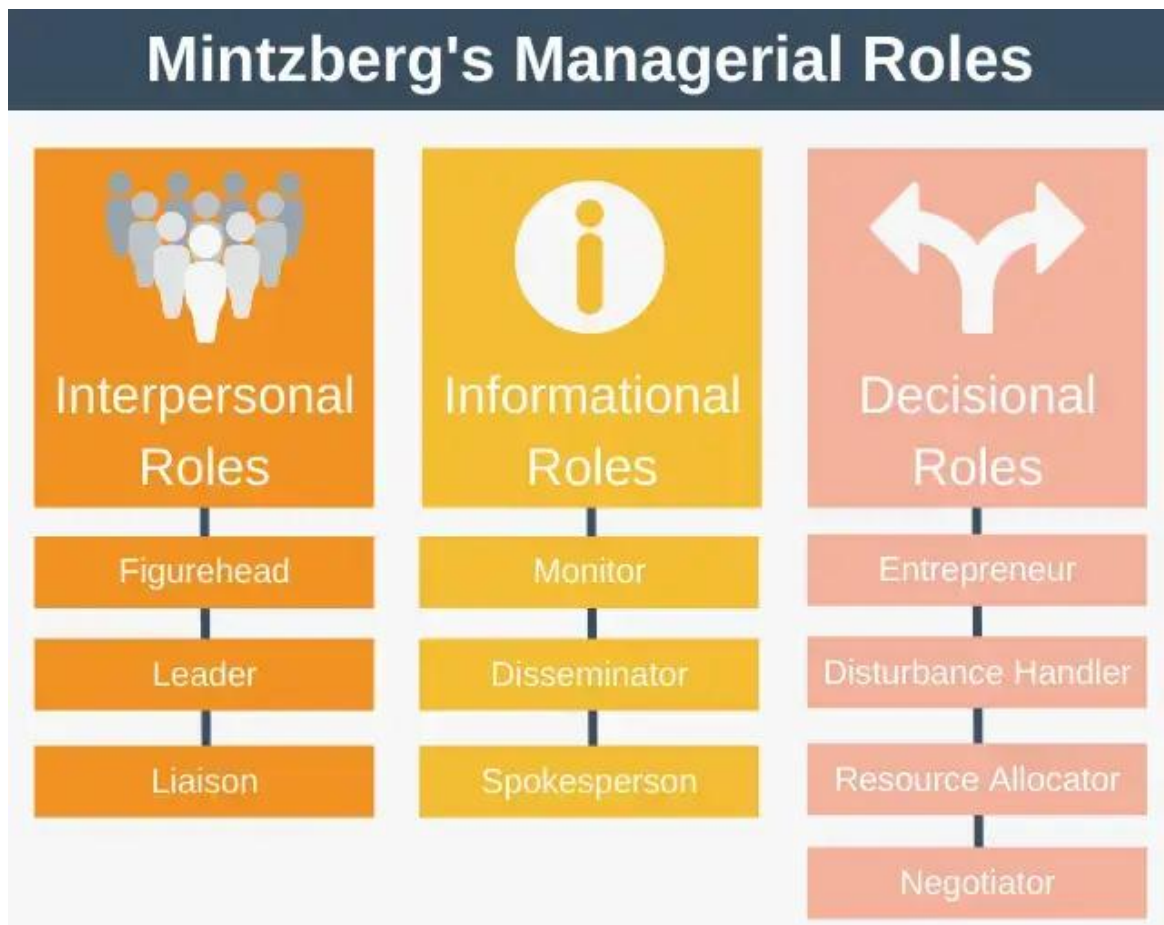 Mintzberg's Managerial Roles
Interpersonal
Roles
Figurehead
Leader
Liaison
Informational
Roles
Monitor
Disseminator
Spokesperson
Decisional
Roles
Entrepreneur
Disturbance Handler
Resource Allocator
Negotiator